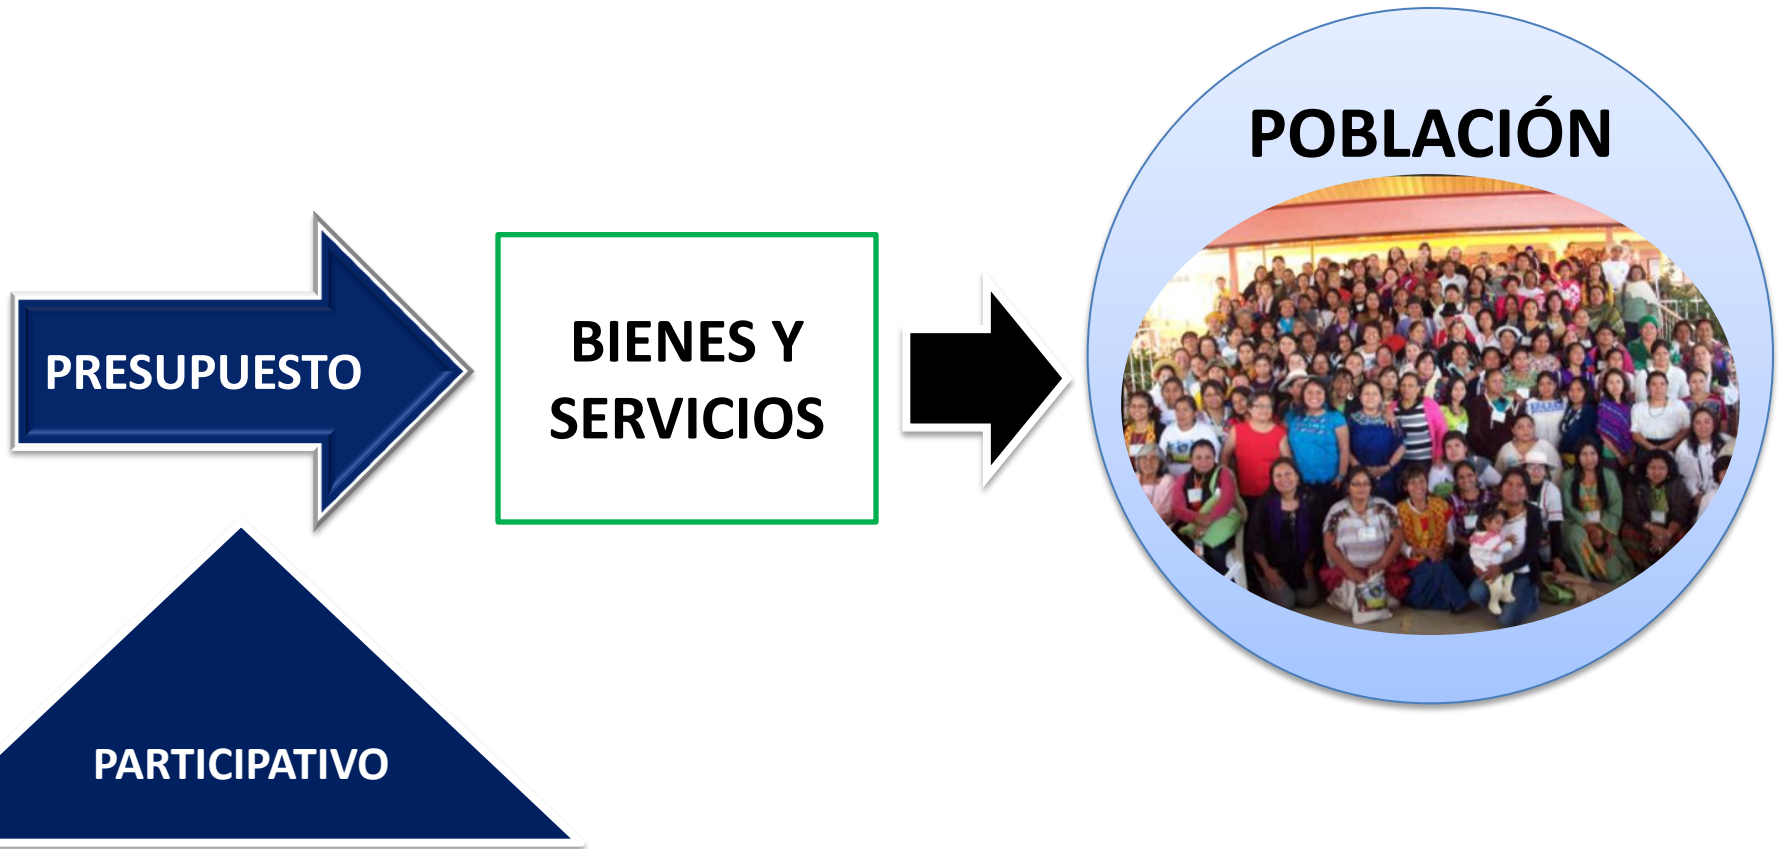 POBLACIÓN
PRESUPUESTO
BIENES Y
SERVICIOS
PARTICIPATIVO